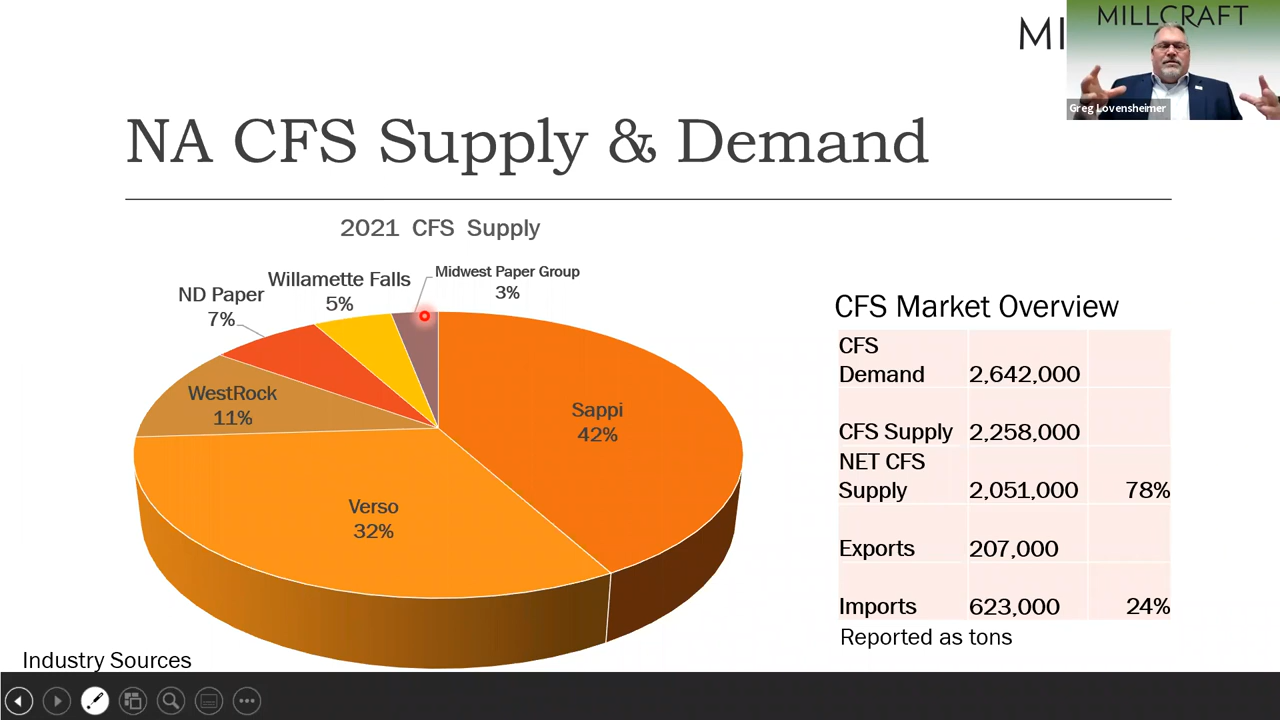 MI
MILLCRAFT
Greg Lovensheimer
NA CFS Supply & Demand
2021 CFS Supply
Midwest Paper Group
3%
Willamette Falls
5%
ND Paper
7%
WestRock
11%
Sappi
42%
Verso
32%
CFS Market Overview
CFS
Demand 2,642,000
CFS Supply 2,258,000
NET CFS
Supply 2,051,000 78%
Exports 207,000
Imports 623,000 24%
Reported as tons
Industry Sources